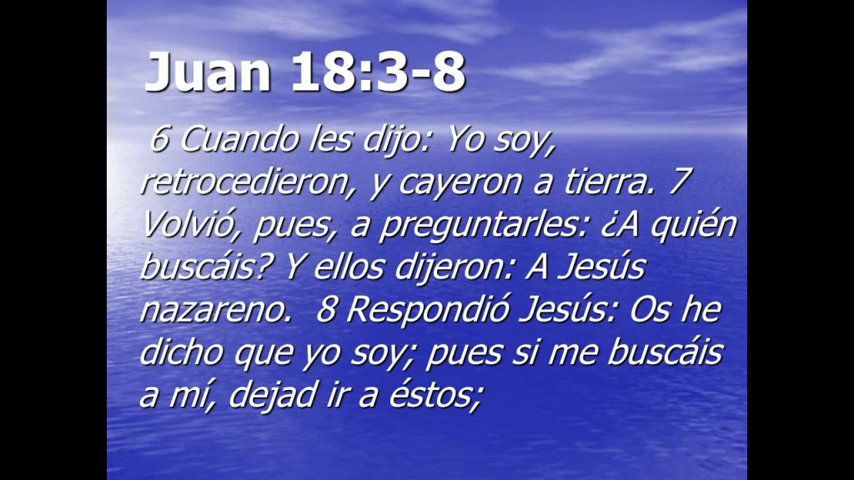 Juan 18:3-8
6 Cuando les dijo: Yo soy,
retrocedieron, y cayeron a tierra. 7
Volvió, pues, a preguntarles: ¿A quién
buscáis? Y ellos dijeron: A Jesús
nazareno. 8 Respondió Jesús: Os he
dicho que yo soy; pues si me buscáis
a mí, dejad ir a éstos;